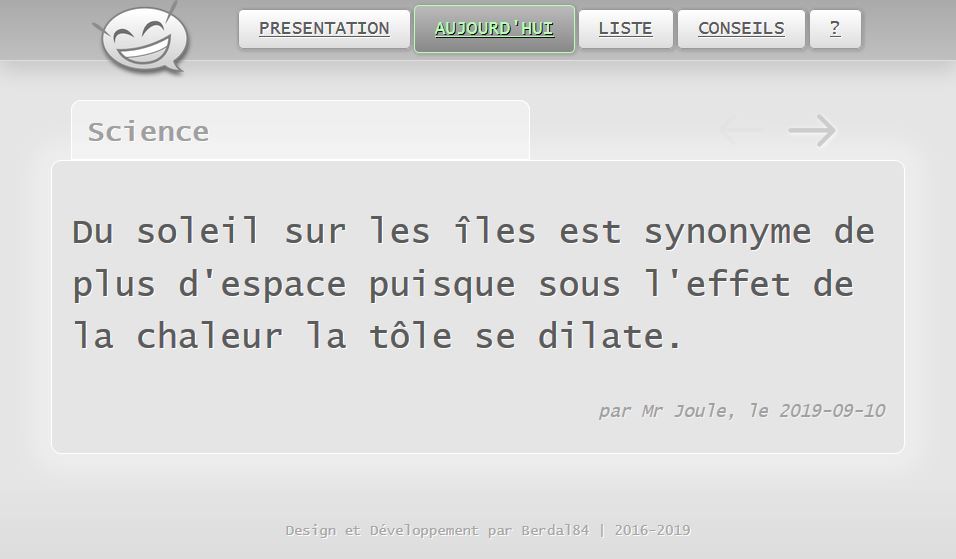 PRESENTATION AUJOURD'HUI LISTE CONSEILS ?
Science
Du soleil sur les îles est synonyme de
plus d'espace puisque sous l'effet de
la chaleur la tôle se dilate.
par Mr Joule, le 2019-09-10
Design et Développement par Berdal84 | 2016-2019